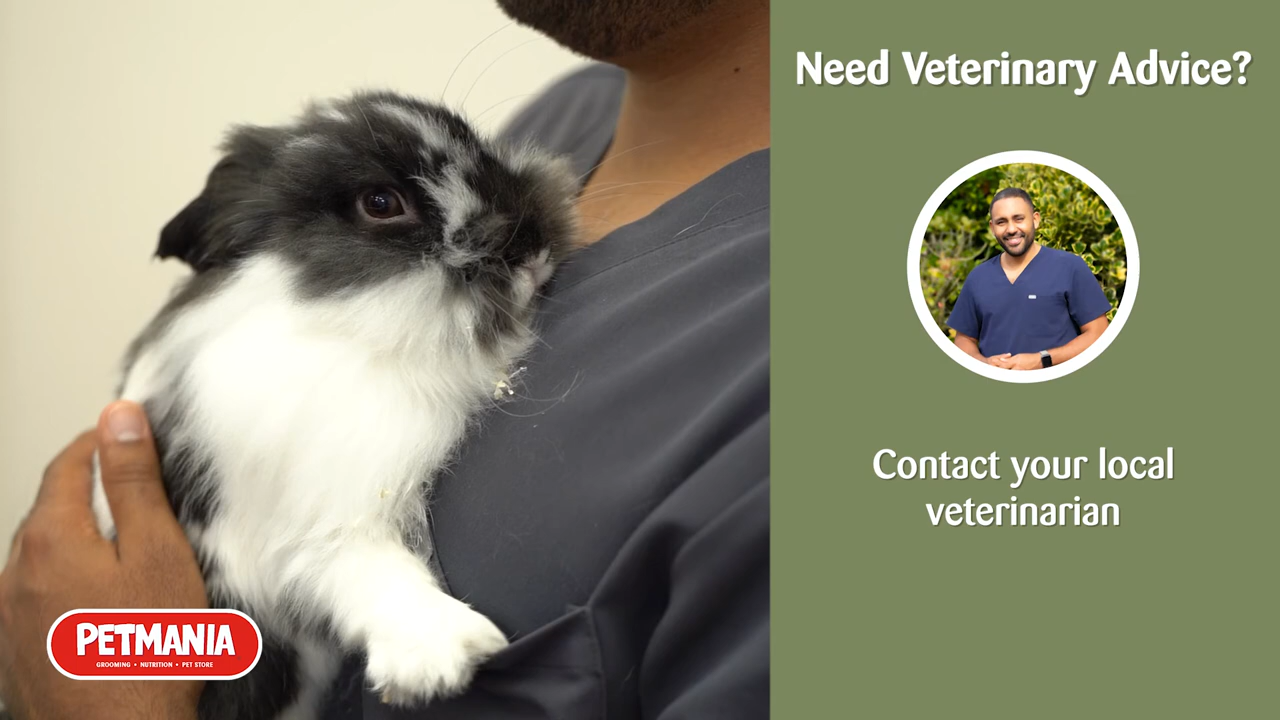 Need Veterinary Advice?
Contact your local
veterinarian
PETMANIA
GROOMING • NUTRITION • PET STORE